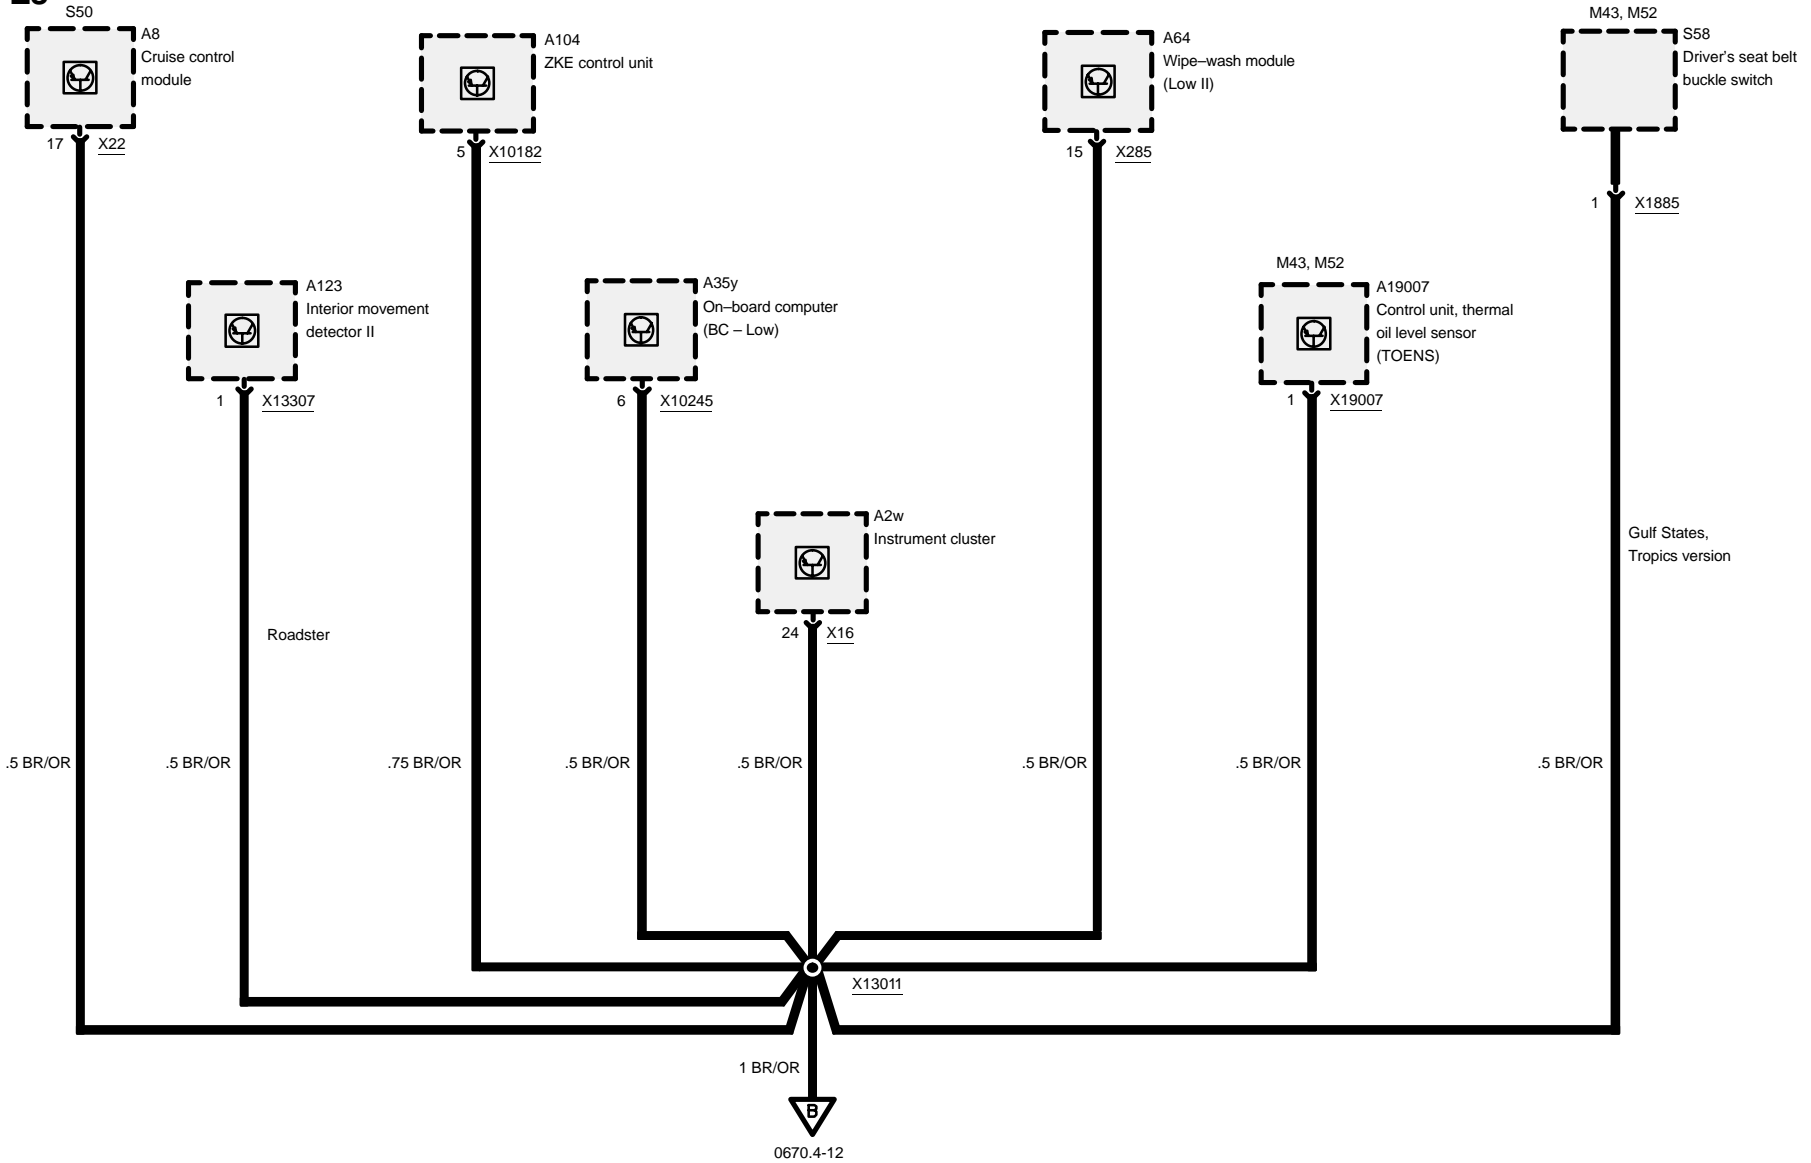 S50
A8
Cruise control
module
17
X22
A104
ZKE control unit
5
X10182
A64
Wipe–wash module
(Low II)
15
X285
M43, M52
S58
Driver's seat belt
buckle switch
1
X1885
A123
Interior movement
detector II
1
X13307
A35y
On–board computer
(BC – Low)
6
X10245
M43, M52
A19007
Control unit, thermal
oil level sensor
(TOENS)
1
X19007
A2w
Instrument cluster
24
X16
Gulf States,
Tropics version
Roadster
.5 BR/OR
.5 BR/OR
.75 BR/OR
.5 BR/OR
.5 BR/OR
.5 BR/OR
.5 BR/OR
.5 BR/OR
X13011
1 BR/OR
B
0670.4-12